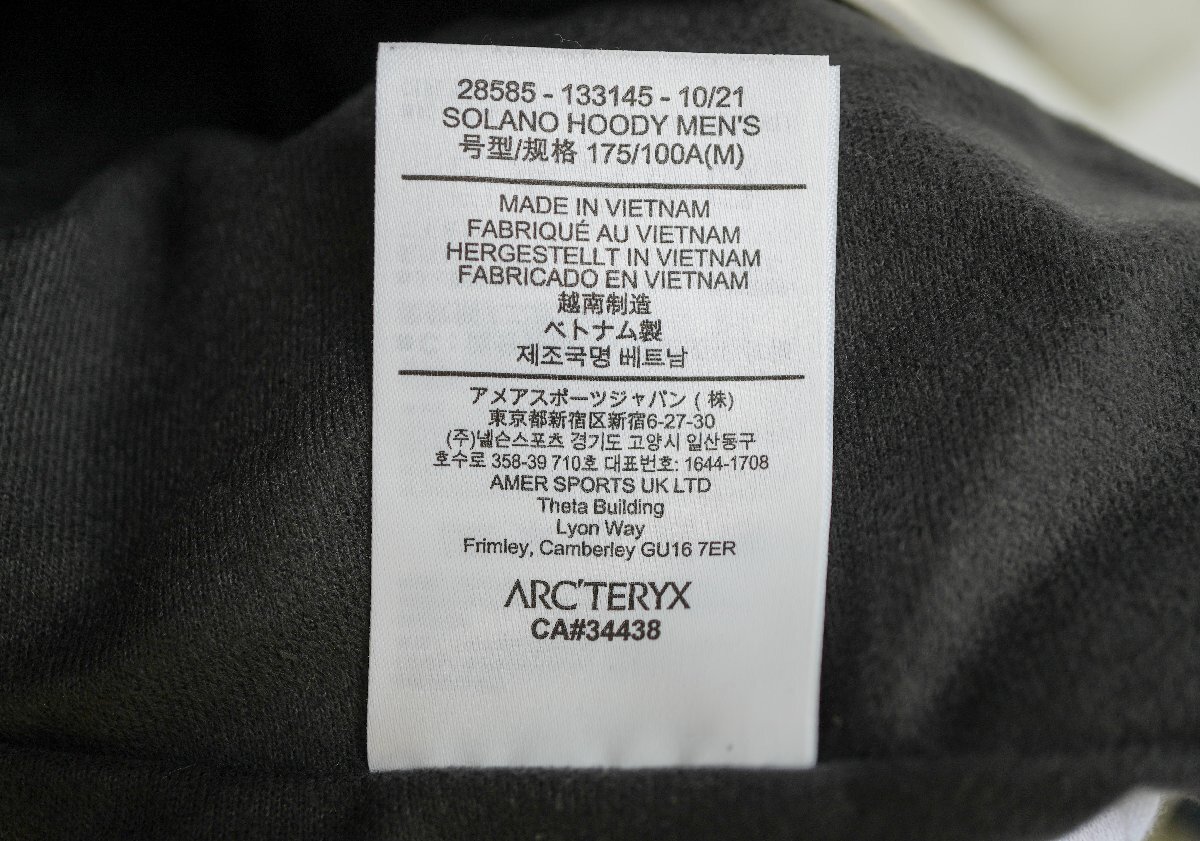 28585 - 133145 - 10/21
SOLANO HOODY MEN'S
号型/规格 175/100A(M)
MADE IN VIETNAM
FABRIQUÉ AU VIETNAM
HERGESTELLT IN VIETNAM
FABRICADO EN VIETNAM
越南制造
ベトナム製
제조국명 베트남
アメアスポーツジャパン ( 株)
東京都新宿区新宿6-27-30
(주)넬슨스포츠 경기도 고양시 일산동구
호수로 358-39 710호 대표번호: 1644-1708
AMER SPORTS UK LTD
Theta Building
Lyon Way
Frimley, Camberley GU16 7ER
ARC'TERYX
CA#34438